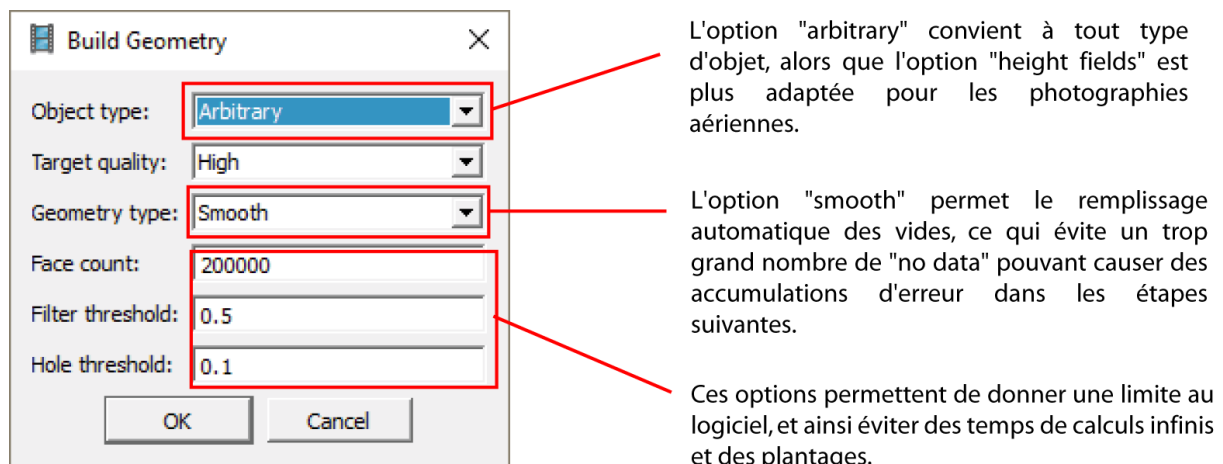 Build Geometry
Object type: Arbitrary
Target quality: High
Geometry type: Smooth
Face count: 200000
Filter threshold: 0.5
Hole threshold: 0.1
OK Cancel
L'option "arbitrary" convient à tout type
d'objet, alors que l'option "height fields" est
plus adaptée pour les photographies
aériennes.
L'option "smooth" permet le remplissage
automatique des vides, ce qui évite un trop
grand nombre de "no data" pouvant causer des
accumulations d'erreur dans les étapes
suivantes.
Ces options permettent de donner une limite au
logiciel, et ainsi éviter des temps de calculs infinis
et des plantages.